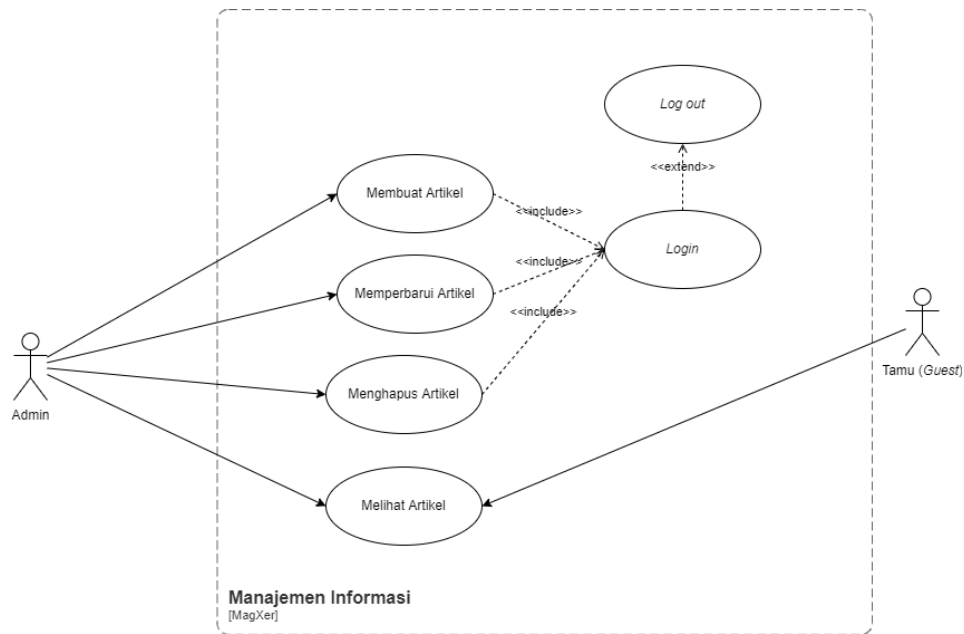 Log out
<<extend>>
Membuat Artikel
<<include>>
Login
<<include>>
Memperbarui Artikel
<<include>>
Tamu (Guest)
Menghapus Artikel
Admin
Melihat Artikel
Manajemen Informasi
[MagXer]